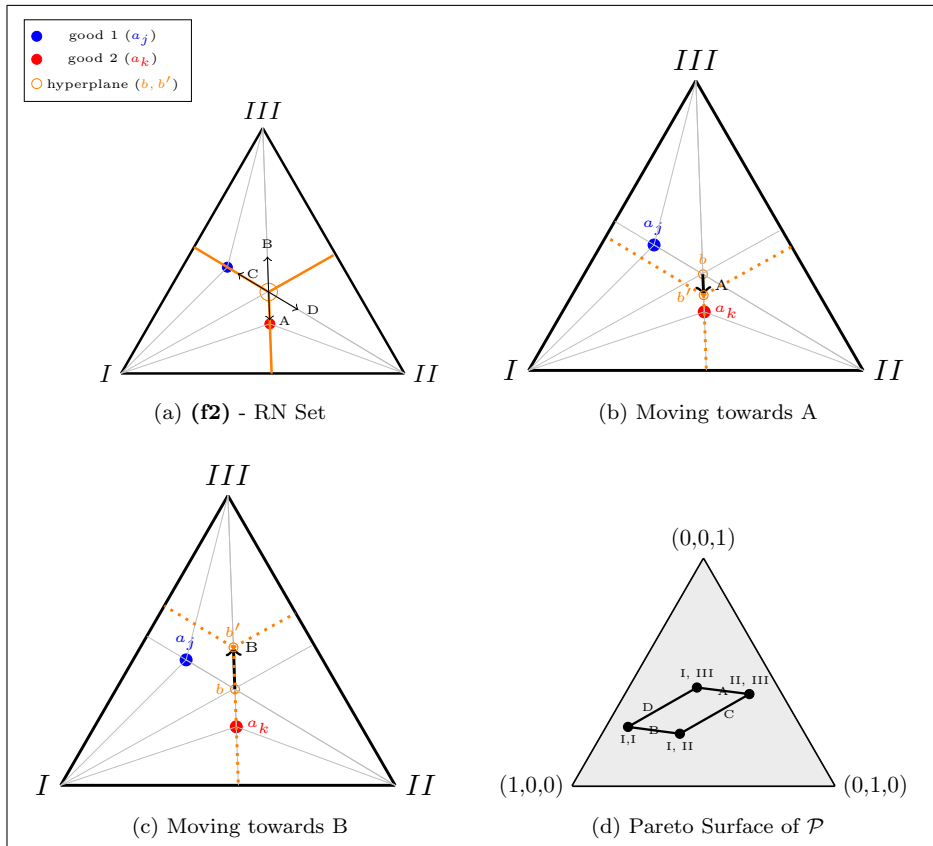 good 1 (a_j)
good 2 (a_k)
hyperplane (b, b′)
III
B
C
D
A
I
II
(a) (f2) - RN Set
III
a_j
b
A
b′
a_k
I
II
(b) Moving towards A
III
b′
a_j
B
b
a_k
I
II
(c) Moving towards B
(0,0,1)
I, III
II, III
A
D
C
B
I,I
I, II
(1,0,0)
(0,1,0)
(d) Pareto Surface of 𝒫